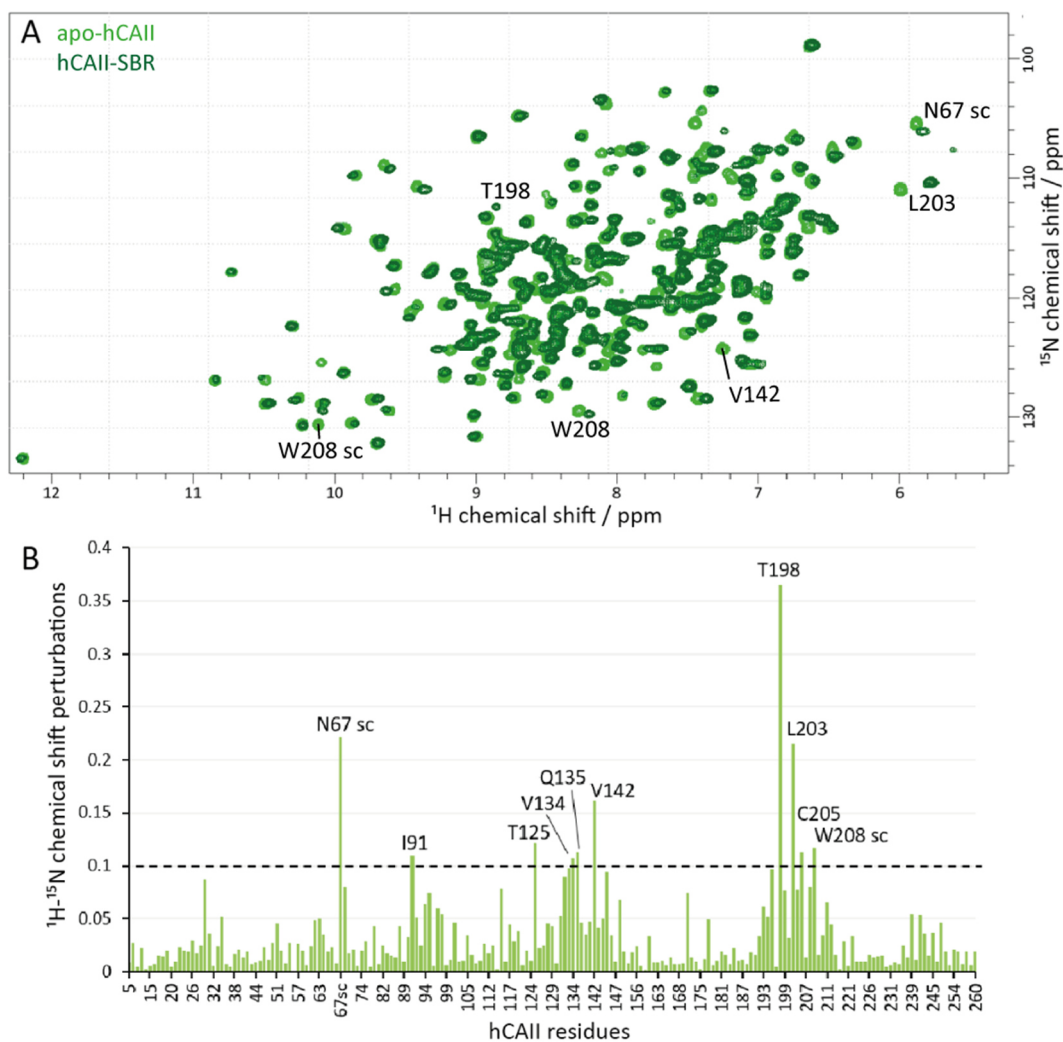 A
apo-hCAII
hCAII-SBR
N67 sc
T198
L203
V142
W208
W208 sc
100
110
120
130
¹⁵N chemical shift / ppm
12 11 10 9 8 7 6
¹H chemical shift / ppm
B
0.4
0.35
0.3
0.25
0.2
0.15
0.1
0.05
0
¹H-¹⁵N chemical shift perturbations
T198
N67 sc
L203
Q135
V142
V134
C205
T125
W208 sc
I91
5 15 20 26 32 38 44 51 57 63 67sc 74 82 89 94 99 105 112 117 124 129 134 142 151 156 163 168 175 181 187 193 199 205 211 221 226 231 239 245 254 260
hCAII residues